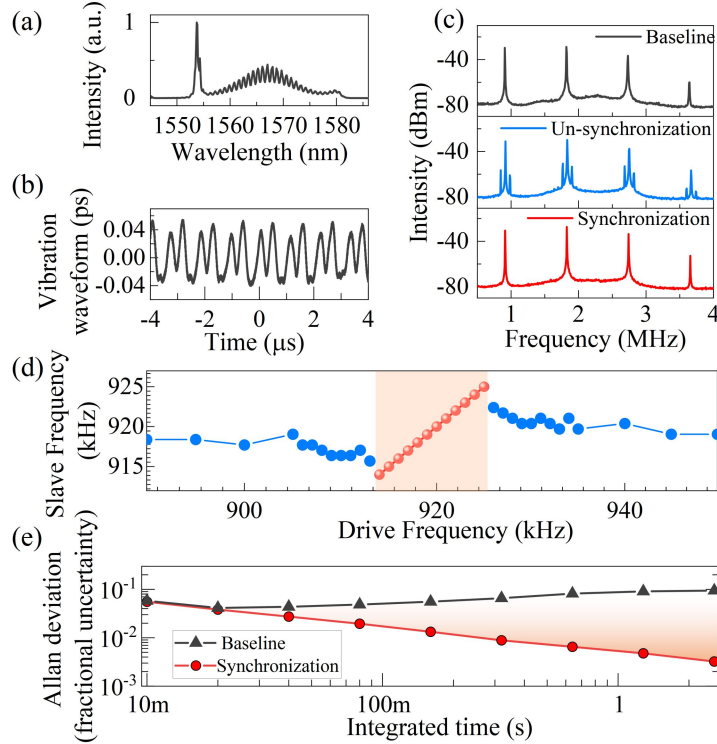 (a)
Intensity (a.u.)
1
0
1550 1560 1570 1580
Wavelength (nm)
(b)
Vibration
waveform (ps)
0.04
0.00
-0.04
-4 -2 0 2 4
Time (μs)
(c)
Intensity (dBm)
Baseline
-40
-80
Un-synchronization
-40
-80
Synchronization
-40
-80
1 2 3 4
Frequency (MHz)
(d)
Slave Frequency
(kHz)
925
920
915
900 920 940
Drive Frequency (kHz)
(e)
Allan deviation
(fractional uncertainty)
10-1
10-2
10-3
Baseline
Synchronization
10m 100m 1
Integrated time (s)